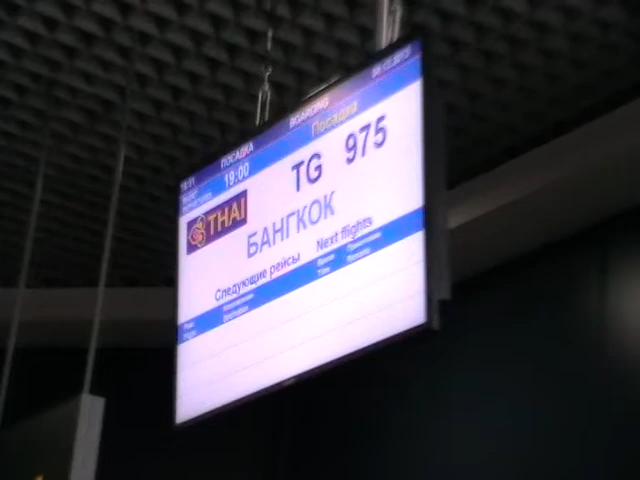 ПОСАДКА BOARDING
19:00 Посадка
THAI TG 975
БАНГКОК
Следующие рейсы Next flights